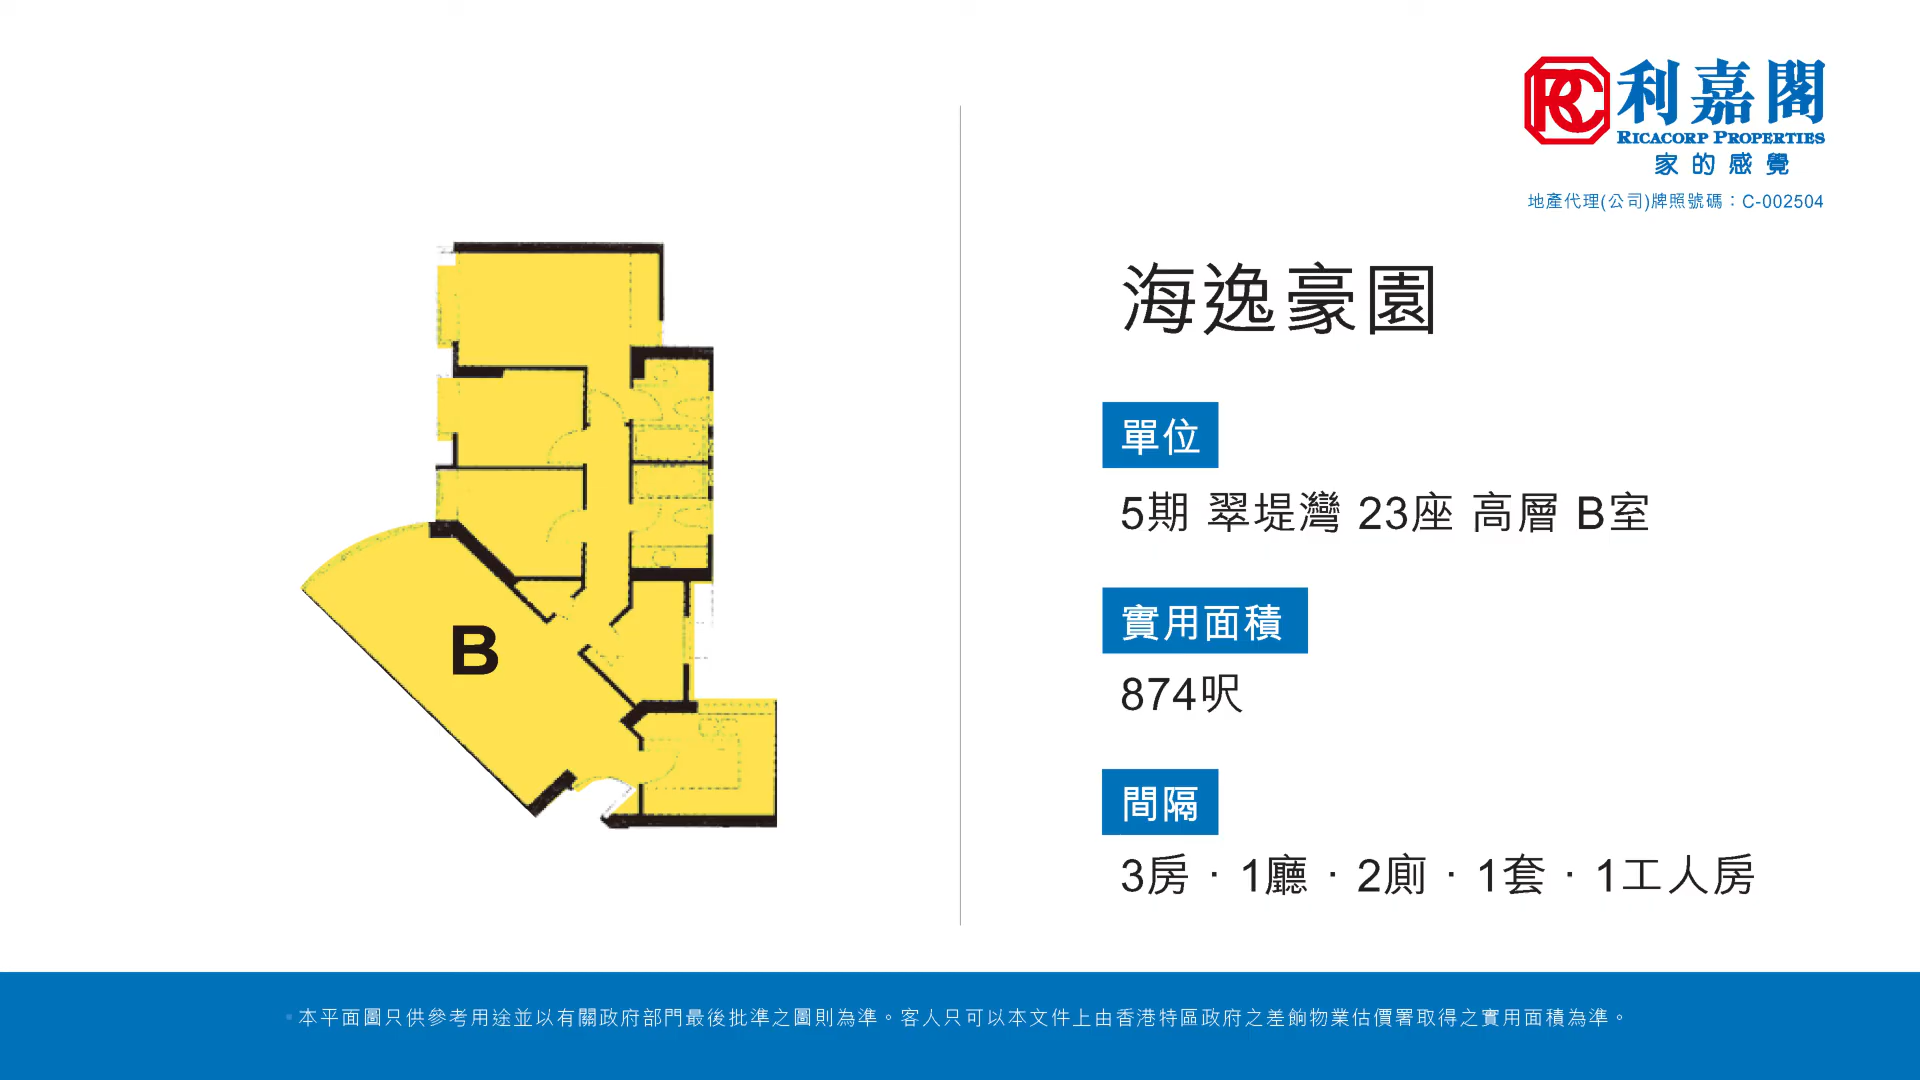 利嘉閣
RICACORP PROPERTIES
家的感覺
地產代理(公司)牌照號碼：C-002504
海逸豪園
單位
5期 翠堤灣 23座 高層 B室
實用面積
874呎
間隔
3房．1廳．2廁．1套．1工人房
B
本平面圖只供參考用途並以有關政府部門最後批準之圖則為準。客人只可以本文件上由香港特區政府之差餉物業估價署取得之實用面積為準。